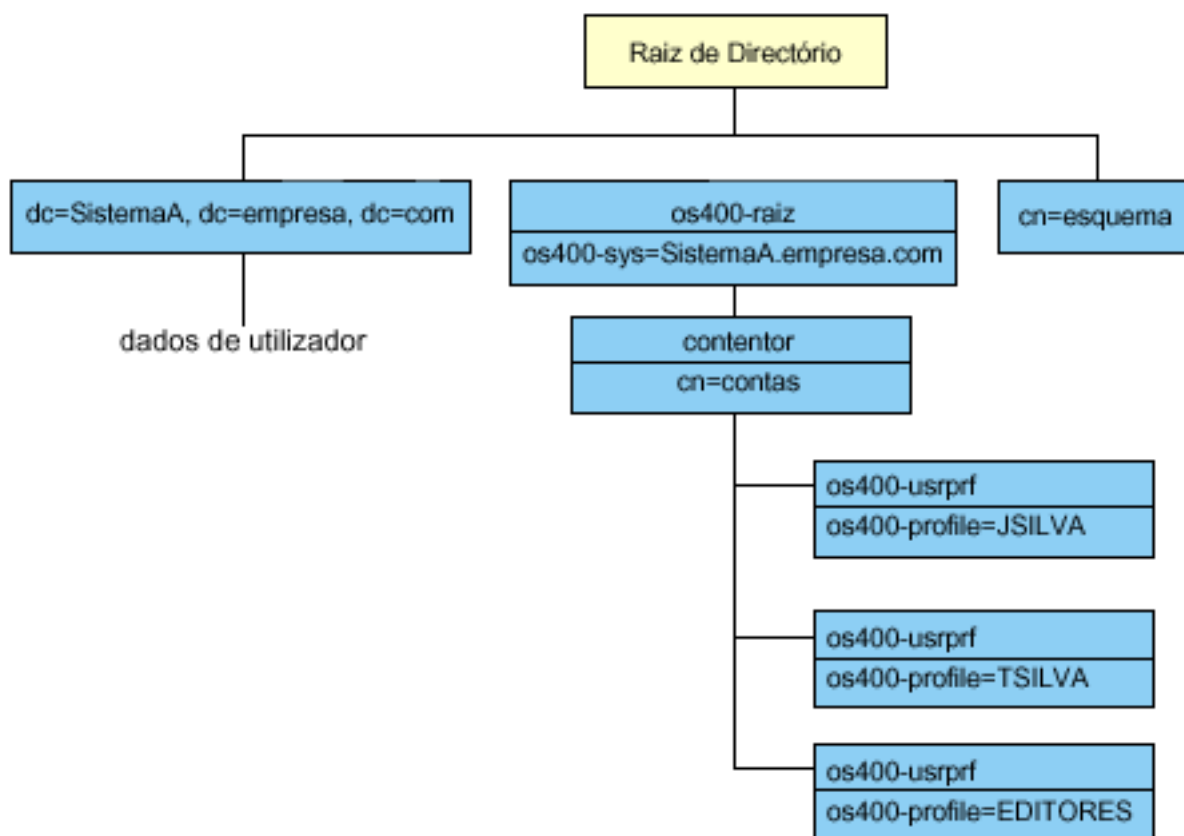 Raiz de Directório
dc=SistemaA, dc=empresa, dc=com
os400-raiz
os400-sys=SistemaA.empresa.com
cn=esquema
dados de utilizador
contentor
cn=contas
os400-usrprf
os400-profile=JSILVA
os400-usrprf
os400-profile=TSILVA
os400-usrprf
os400-profile=EDITORES